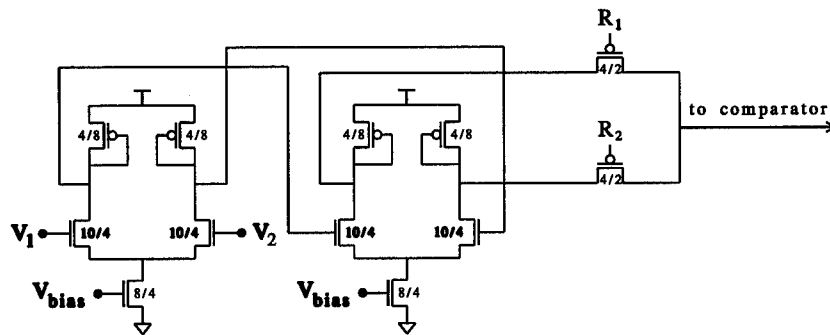 R1
4/2
to comparator
R2
4/2
4/8 4/8 4/8 4/8
V1 10/4 10/4 V2 10/4 10/4
Vbias 8/4 Vbias 8/4